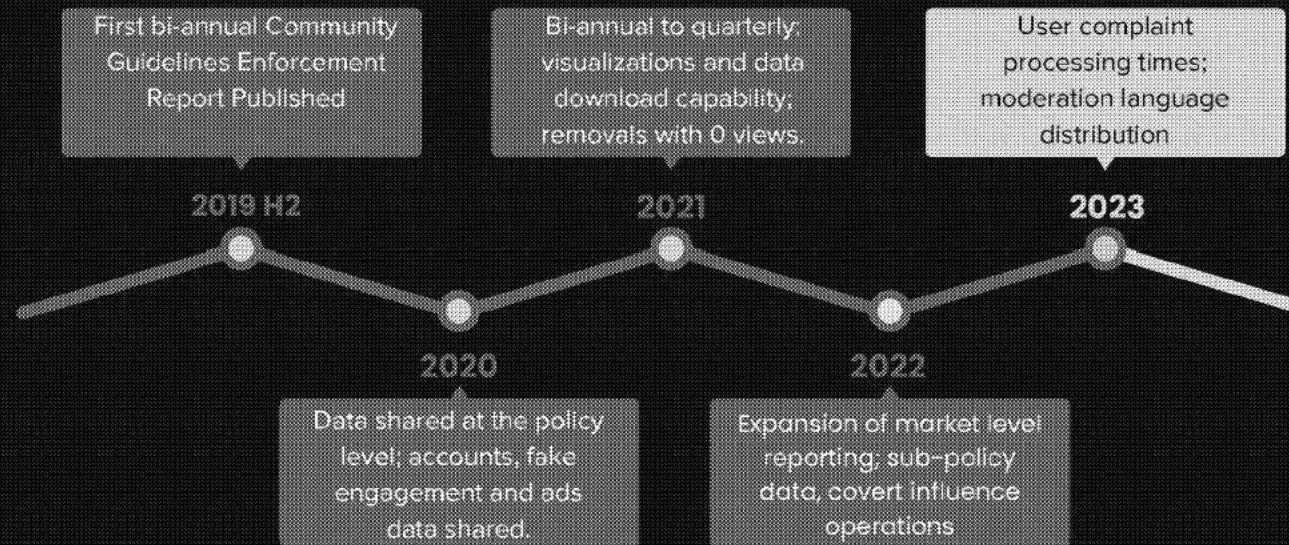 First bi-annual Community
Guidelines Enforcement
Report Published
2019 H2
2020
Data shared at the policy
level; accounts, fake
engagement and ads
data shared.
Bi-annual to quarterly;
visualizations and data
download capability;
removals with 0 views.
2021
2022
Expansion of market level
reporting; sub-policy
data, covert influence
operations
User complaint
processing times;
moderation language
distribution
2023